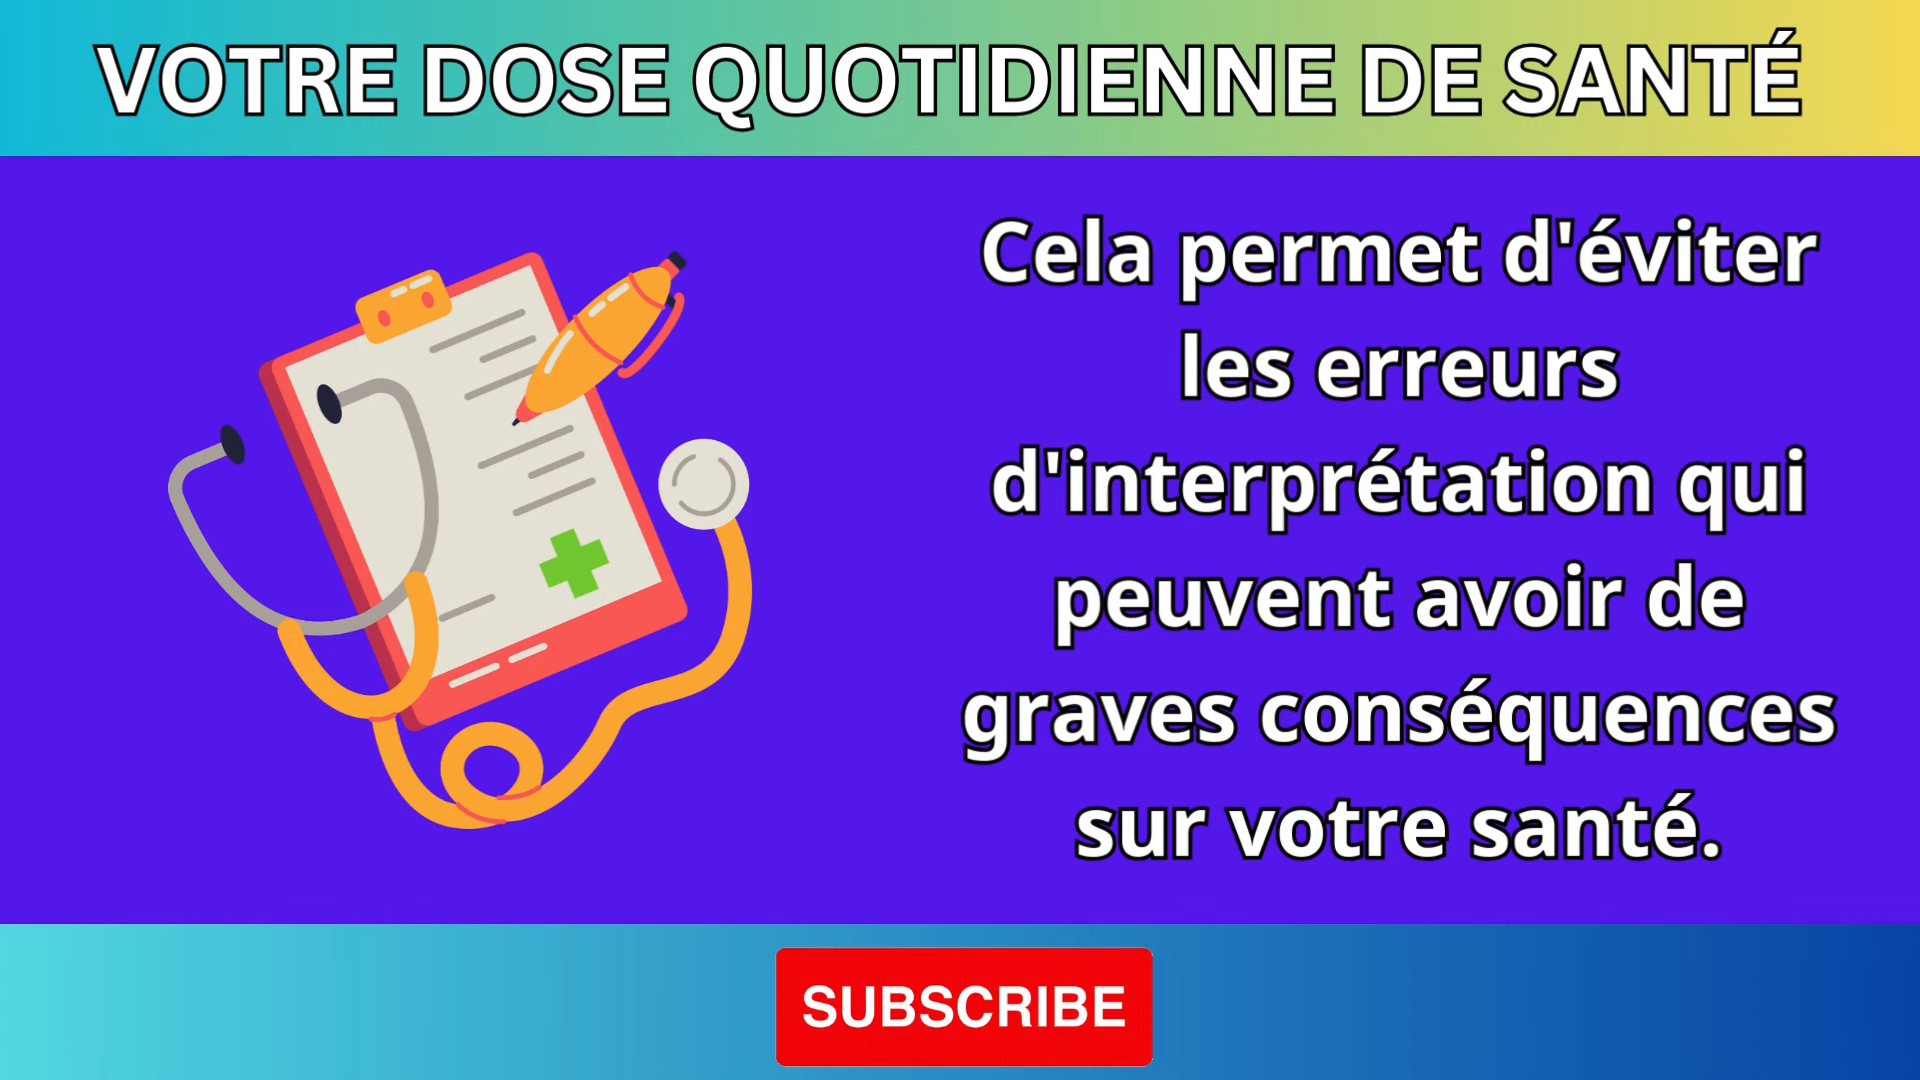 VOTRE DOSE QUOTIDIENNE DE SANTÉ
Cela permet d'éviter
les erreurs
d'interprétation qui
peuvent avoir de
graves conséquences
sur votre santé.
SUBSCRIBE